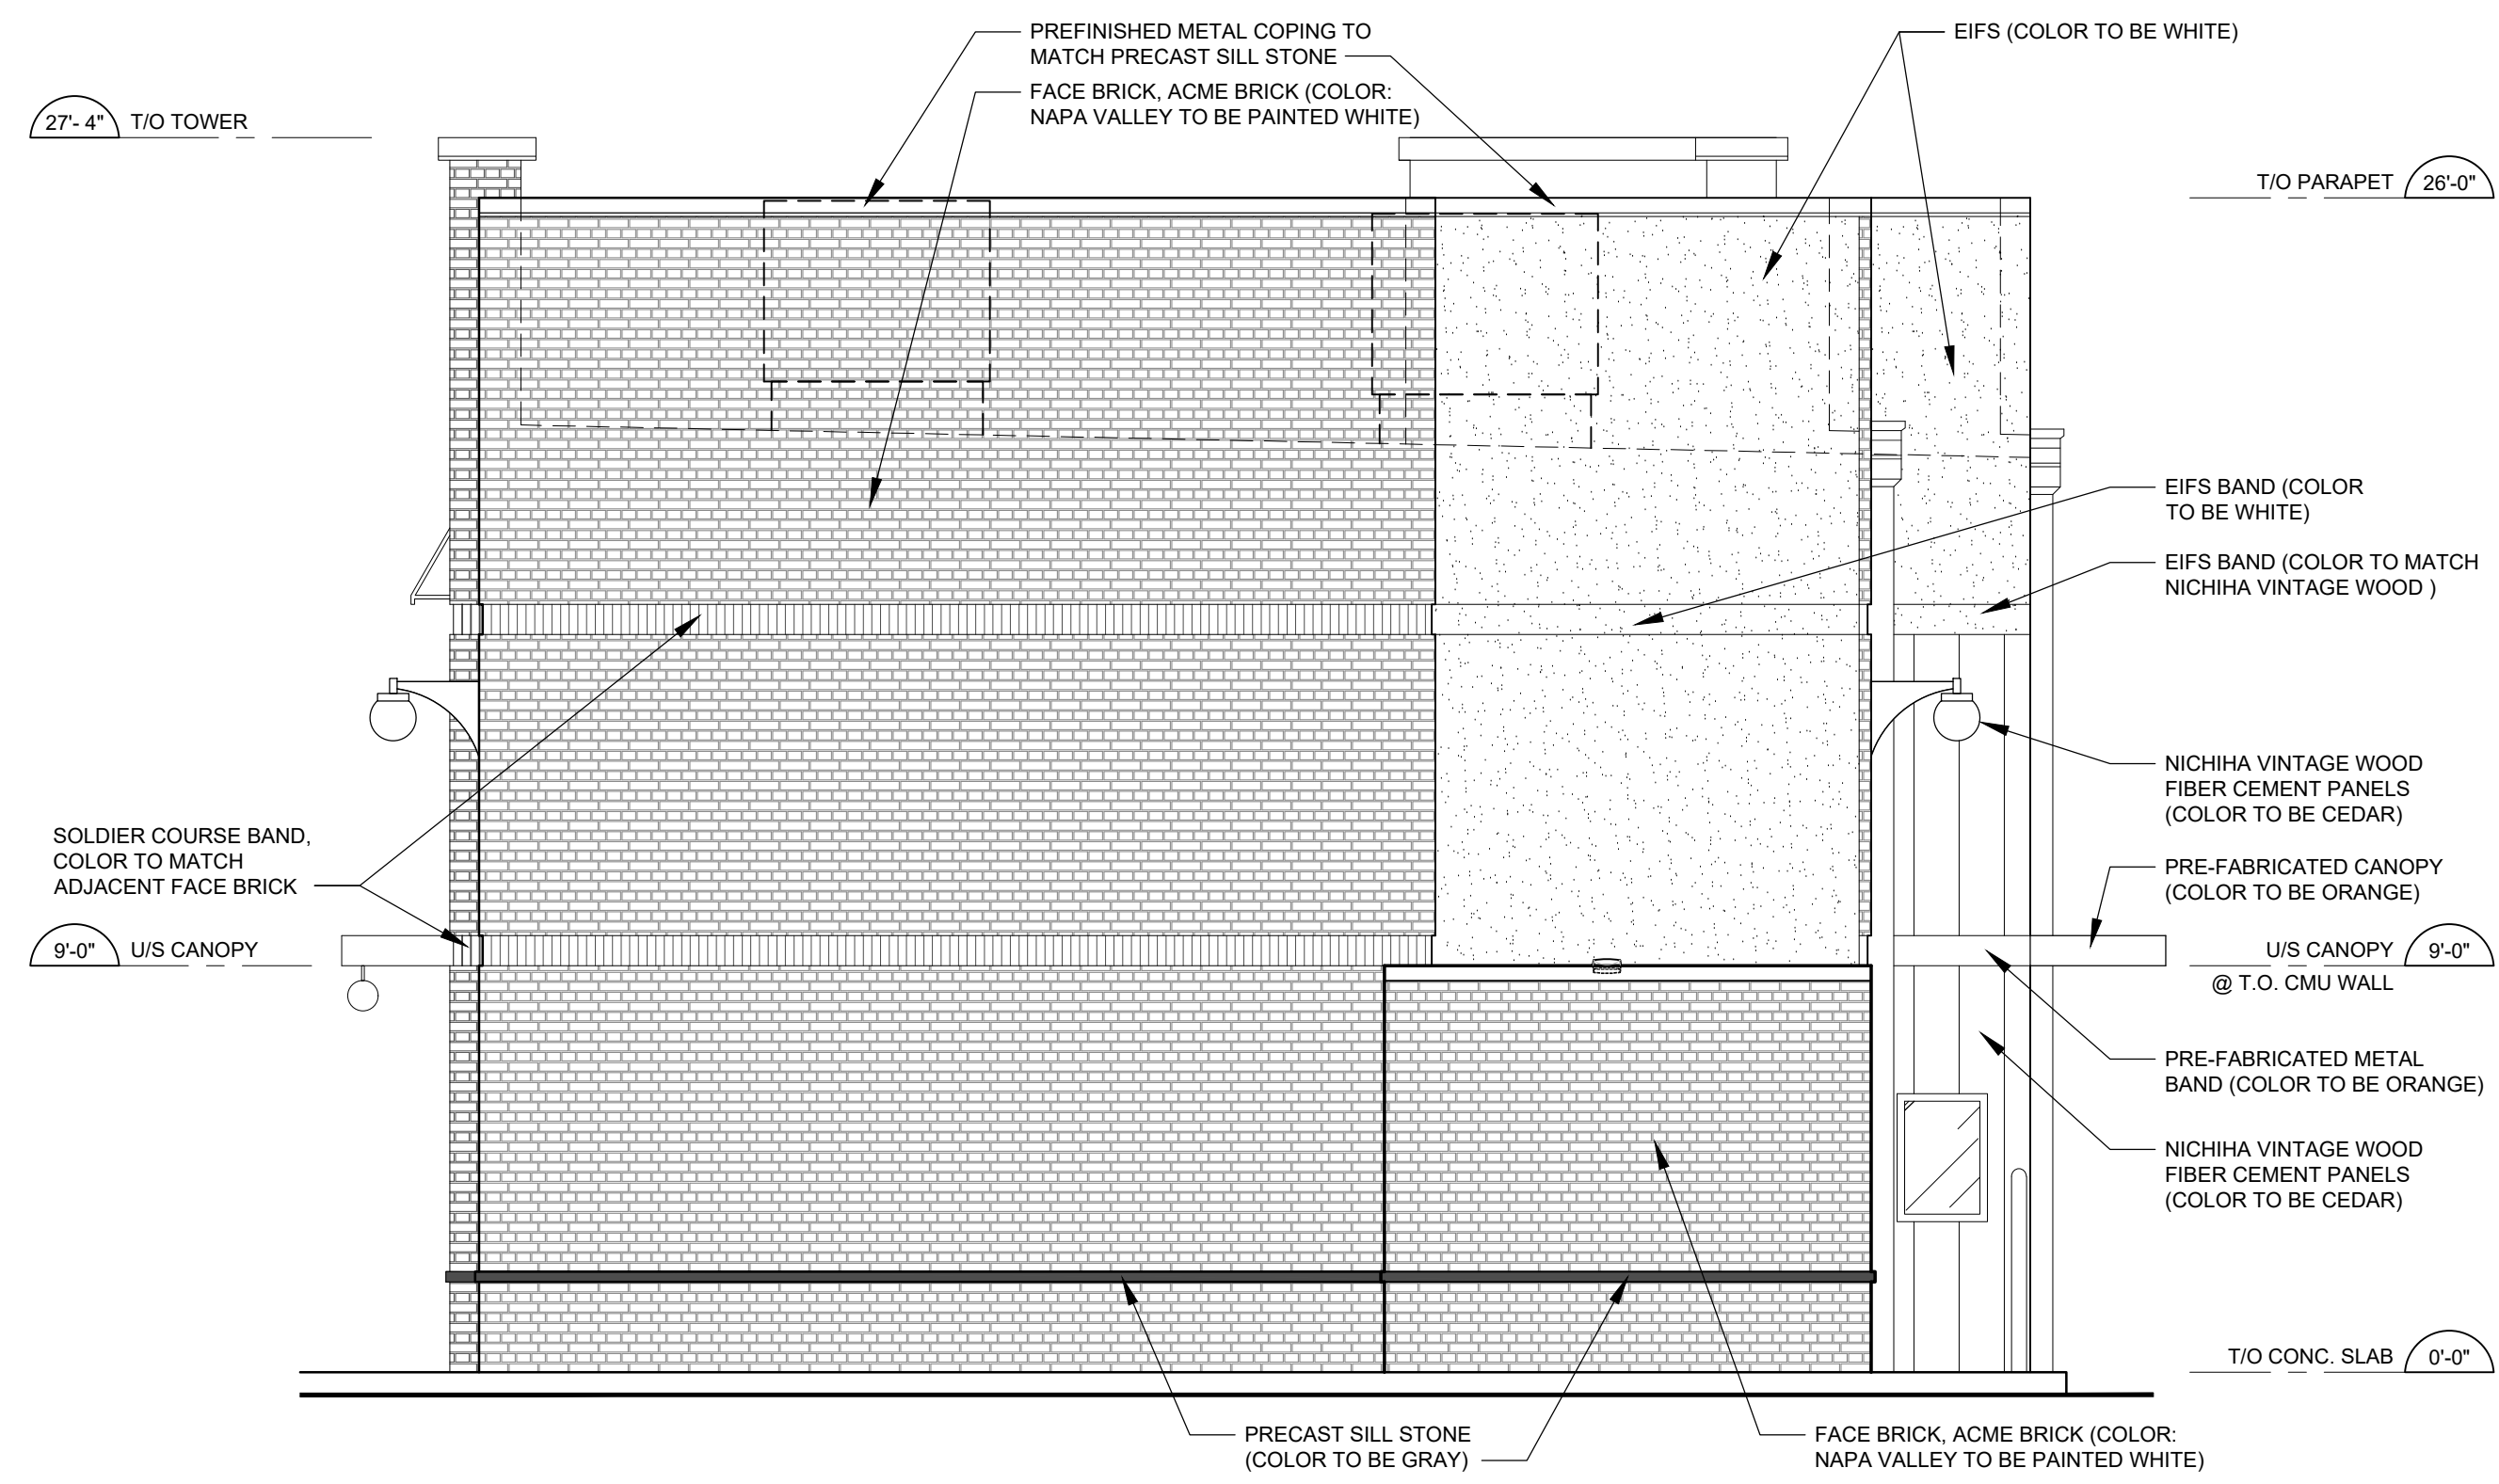 PREFINISHED METAL COPING TO
MATCH PRECAST SILL STONE
FACE BRICK, ACME BRICK (COLOR:
NAPA VALLEY TO BE PAINTED WHITE)
EIFS (COLOR TO BE WHITE)
27'- 4" T/O TOWER
T/O PARAPET 26'-0"
EIFS BAND (COLOR
TO BE WHITE)
EIFS BAND (COLOR TO MATCH
NICHIHA VINTAGE WOOD )
NICHIHA VINTAGE WOOD
FIBER CEMENT PANELS
(COLOR TO BE CEDAR)
SOLDIER COURSE BAND,
COLOR TO MATCH
ADJACENT FACE BRICK
PRE-FABRICATED CANOPY
(COLOR TO BE ORANGE)
9'-0" U/S CANOPY
U/S CANOPY 9'-0"
@ T.O. CMU WALL
PRE-FABRICATED METAL
BAND (COLOR TO BE ORANGE)
NICHIHA VINTAGE WOOD
FIBER CEMENT PANELS
(COLOR TO BE CEDAR)
T/O CONC. SLAB 0'-0"
PRECAST SILL STONE
(COLOR TO BE GRAY)
FACE BRICK, ACME BRICK (COLOR:
NAPA VALLEY TO BE PAINTED WHITE)